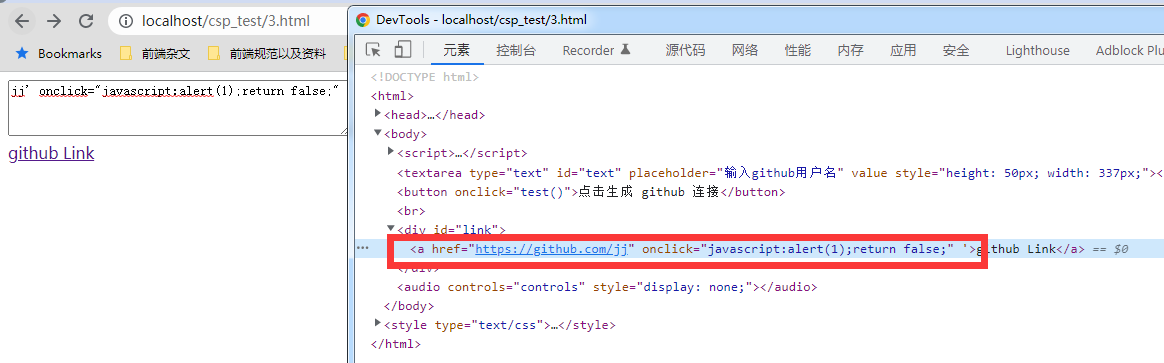 localhost/csp_test/3.html
Bookmarks 前端杂文 前端规范以及资料
jj' onclick="javascript:alert(1);return false;"
github Link
DevTools - localhost/csp_test/3.html
元素 控制台 Recorder 源代码 网络 性能 内存 应用 安全 Lighthouse Adblock Plu
<!DOCTYPE html>
<html>
<head>…</head>
<body>
<script>…</script>
<textarea type="text" id="text" placeholder="输入github用户名" value style="height: 50px; width: 337px;"><
<button onclick="test()">点击生成 github 连接</button>
<br>
<div id="link">
<a href="https://github.com/jj" onclick="javascript:alert(1);return false;" '>github Link</a> == $0
</div>
<audio controls="controls" style="display: none;"></audio>
</body>
<style type="text/css">…</style>
</html>